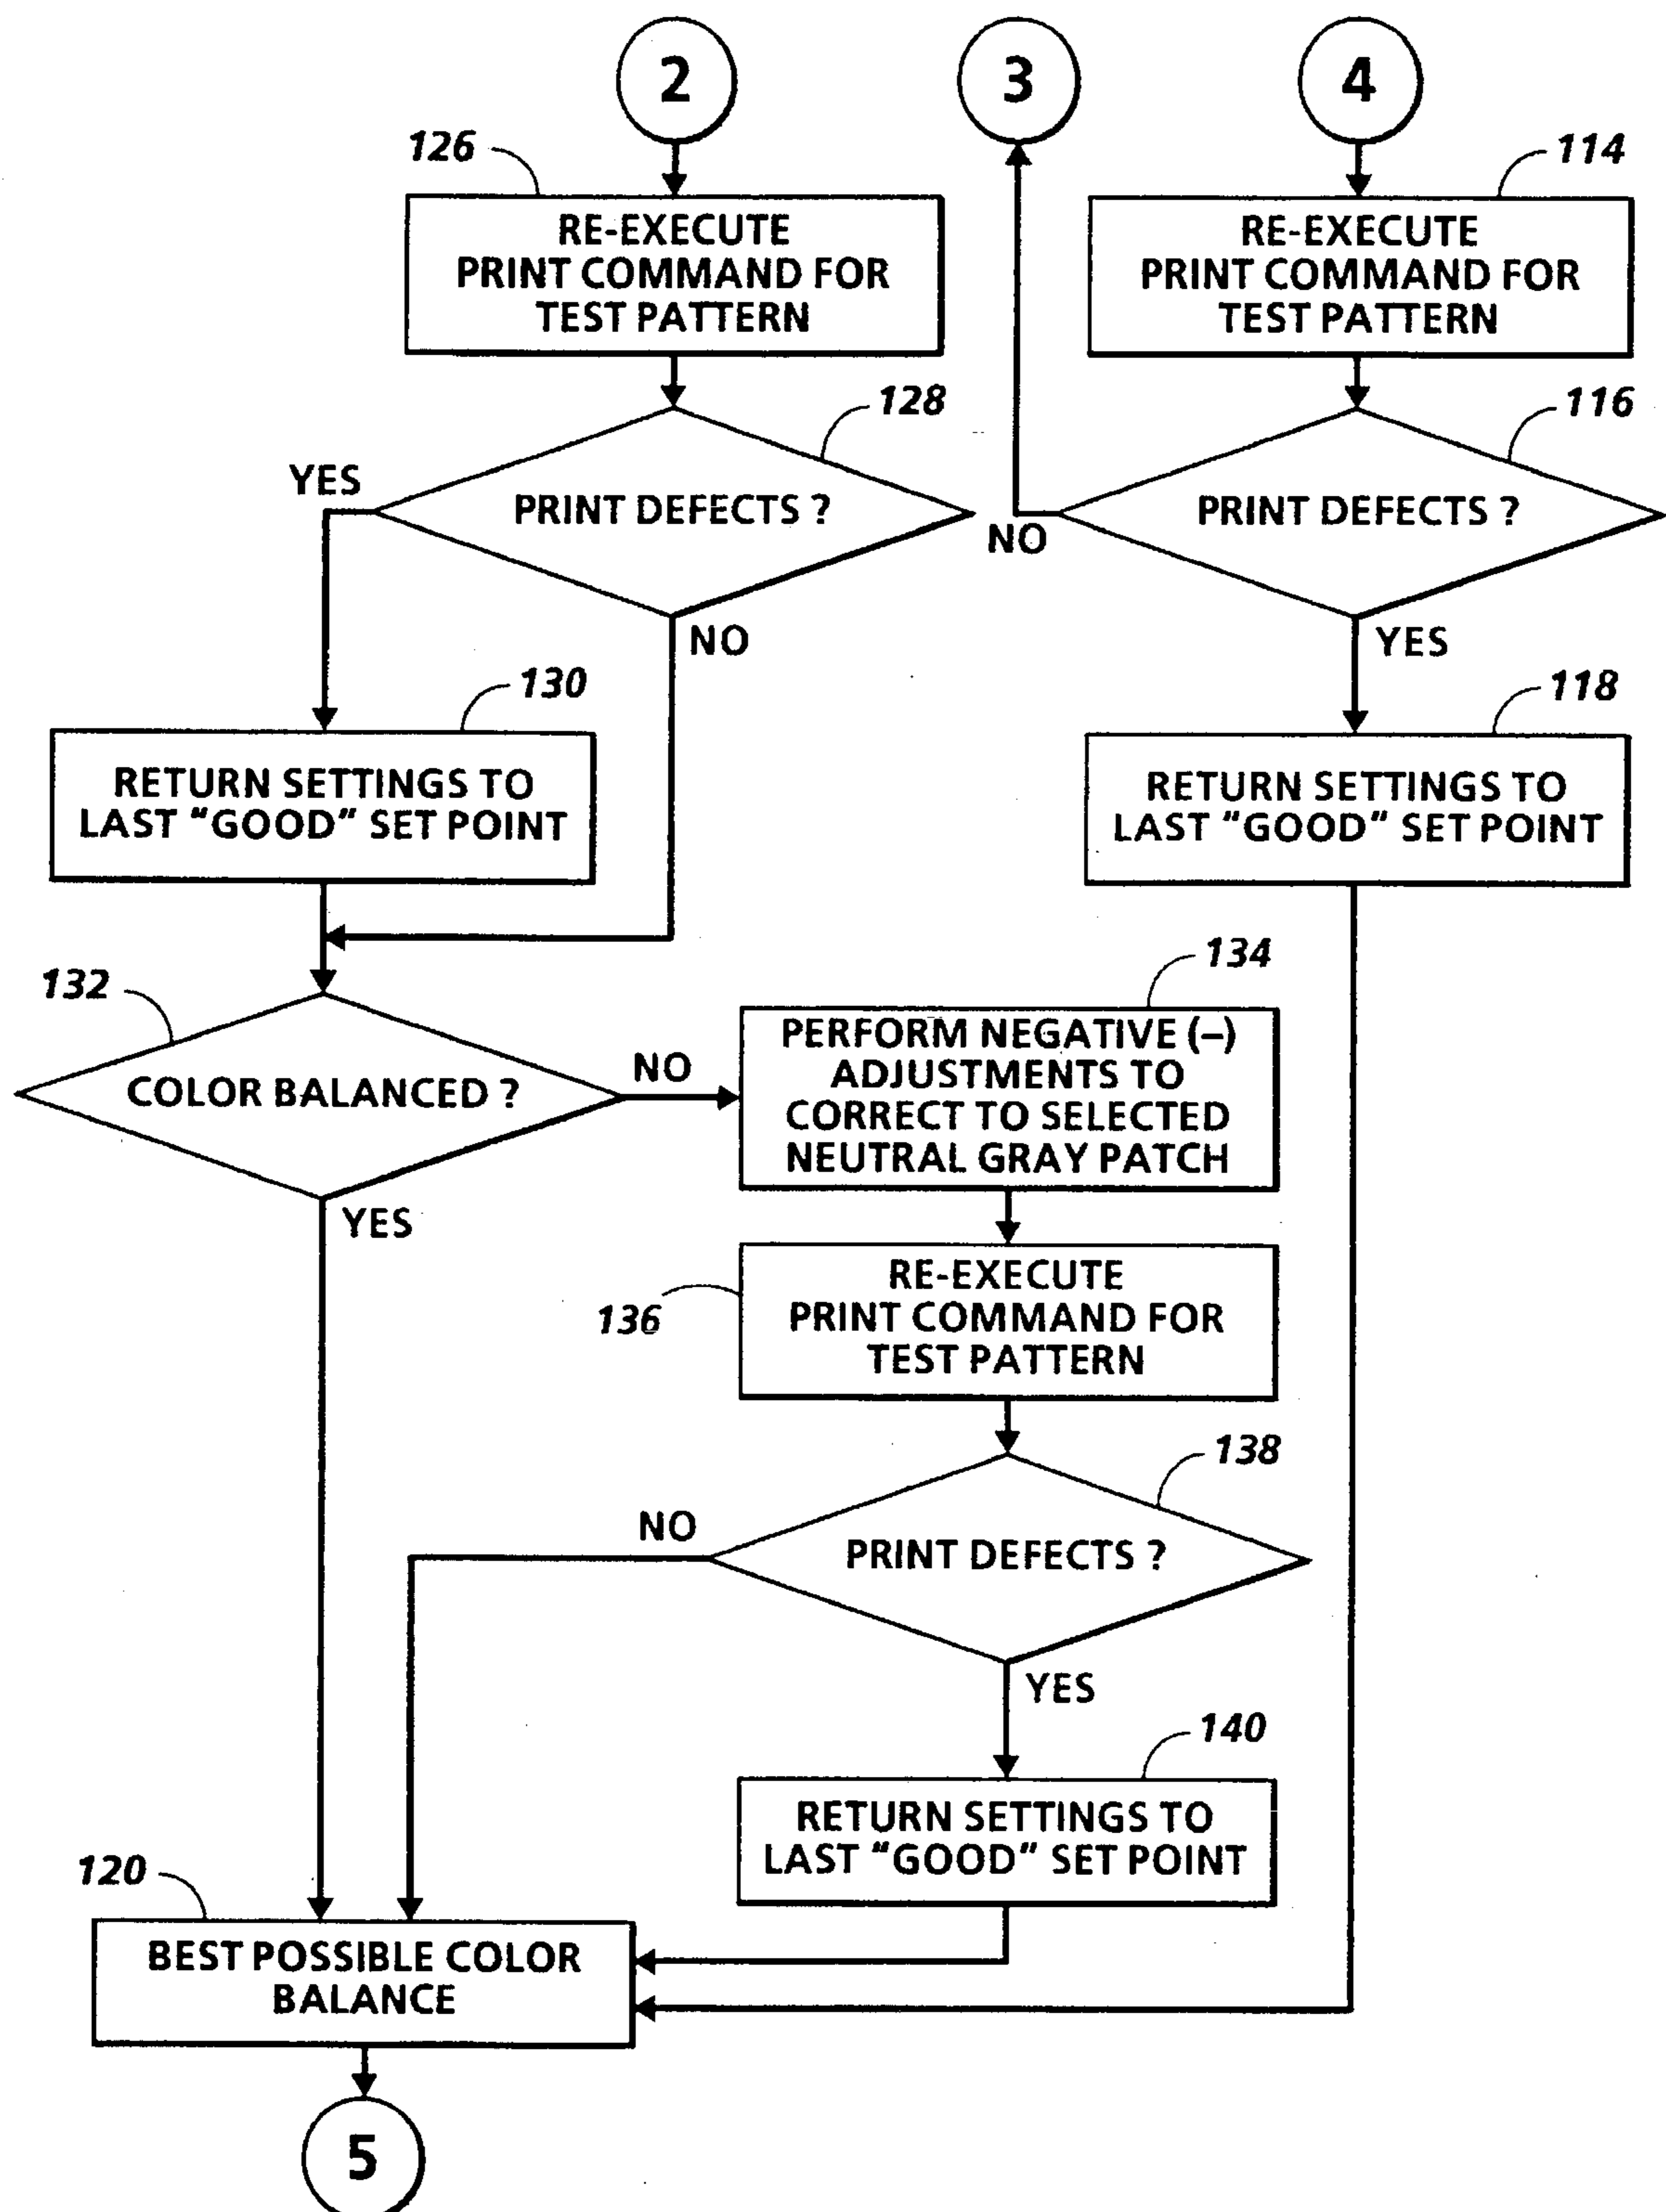 2
3
4
126
114
RE-EXECUTE
PRINT COMMAND FOR
TEST PATTERN
RE-EXECUTE
PRINT COMMAND FOR
TEST PATTERN
128
116
YES
PRINT DEFECTS ?
NO
PRINT DEFECTS ?
NO
YES
130
118
RETURN SETTINGS TO
LAST "GOOD" SET POINT
RETURN SETTINGS TO
LAST "GOOD" SET POINT
132
134
COLOR BALANCED ?
NO
PERFORM NEGATIVE (–)
ADJUSTMENTS TO
CORRECT TO SELECTED
NEUTRAL GRAY PATCH
YES
136
RE-EXECUTE
PRINT COMMAND FOR
TEST PATTERN
138
NO
PRINT DEFECTS ?
YES
140
RETURN SETTINGS TO
LAST "GOOD" SET POINT
120
BEST POSSIBLE COLOR
BALANCE
5